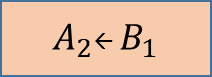 A₂ ← B₁